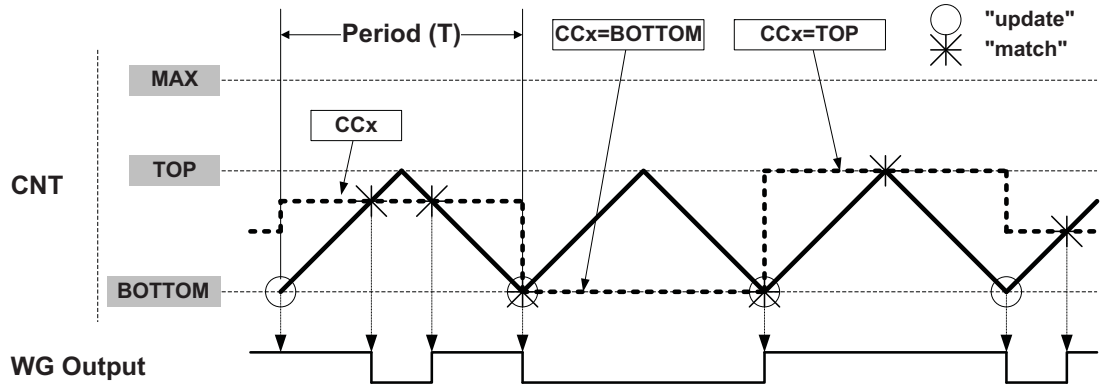 Period (T)
CCx=BOTTOM
CCx=TOP
"update"
"match"
MAX
CCx
TOP
CNT
BOTTOM
WG Output